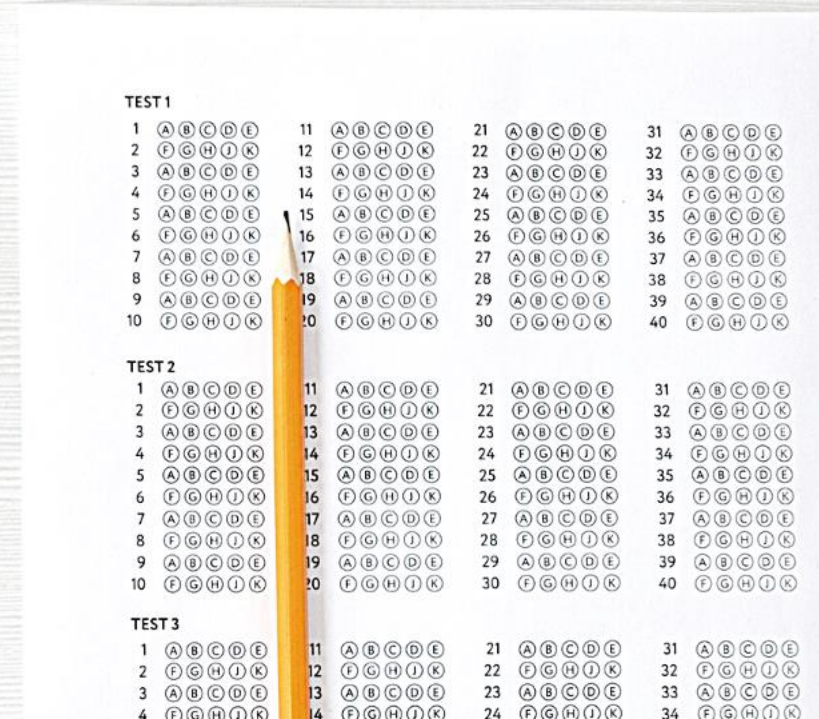 TEST 1
1 A B C D E 11 A B C D E 21 A B C D E 31 A B C D E
2 F G H J K 12 F G H J K 22 F G H J K 32 F G H J K
3 A B C D E 13 A B C D E 23 A B C D E 33 A B C D E
4 F G H J K 14 F G H J K 24 F G H J K 34 F G H J K
5 A B C D E 15 A B C D E 25 A B C D E 35 A B C D E
6 F G H J K 16 F G H J K 26 F G H J K 36 F G H J K
7 A B C D E 17 A B C D E 27 A B C D E 37 A B C D E
8 F G H J K 18 F G H J K 28 F G H J K 38 F G H J K
9 A B C D E 19 A B C D E 29 A B C D E 39 A B C D E
10 F G H J K 20 F G H J K 30 F G H J K 40 F G H J K
TEST 2
1 A B C D E 11 A B C D E 21 A B C D E 31 A B C D E
2 F G H J K 12 F G H J K 22 F G H J K 32 F G H J K
3 A B C D E 13 A B C D E 23 A B C D E 33 A B C D E
4 F G H J K 14 F G H J K 24 F G H J K 34 F G H J K
5 A B C D E 15 A B C D E 25 A B C D E 35 A B C D E
6 F G H J K 16 F G H J K 26 F G H J K 36 F G H J K
7 A B C D E 17 A B C D E 27 A B C D E 37 A B C D E
8 F G H J K 18 F G H J K 28 F G H J K 38 F G H J K
9 A B C D E 19 A B C D E 29 A B C D E 39 A B C D E
10 F G H J K 20 F G H J K 30 F G H J K 40 F G H J K
TEST 3
1 A B C D E 11 A B C D E 21 A B C D E 31 A B C D E
2 F G H J K 12 F G H J K 22 F G H J K 32 F G H J K
3 A B C D E 13 A B C D E 23 A B C D E 33 A B C D E
4 F G H J K 14 F G H J K 24 F G H J K 34 F G H J K